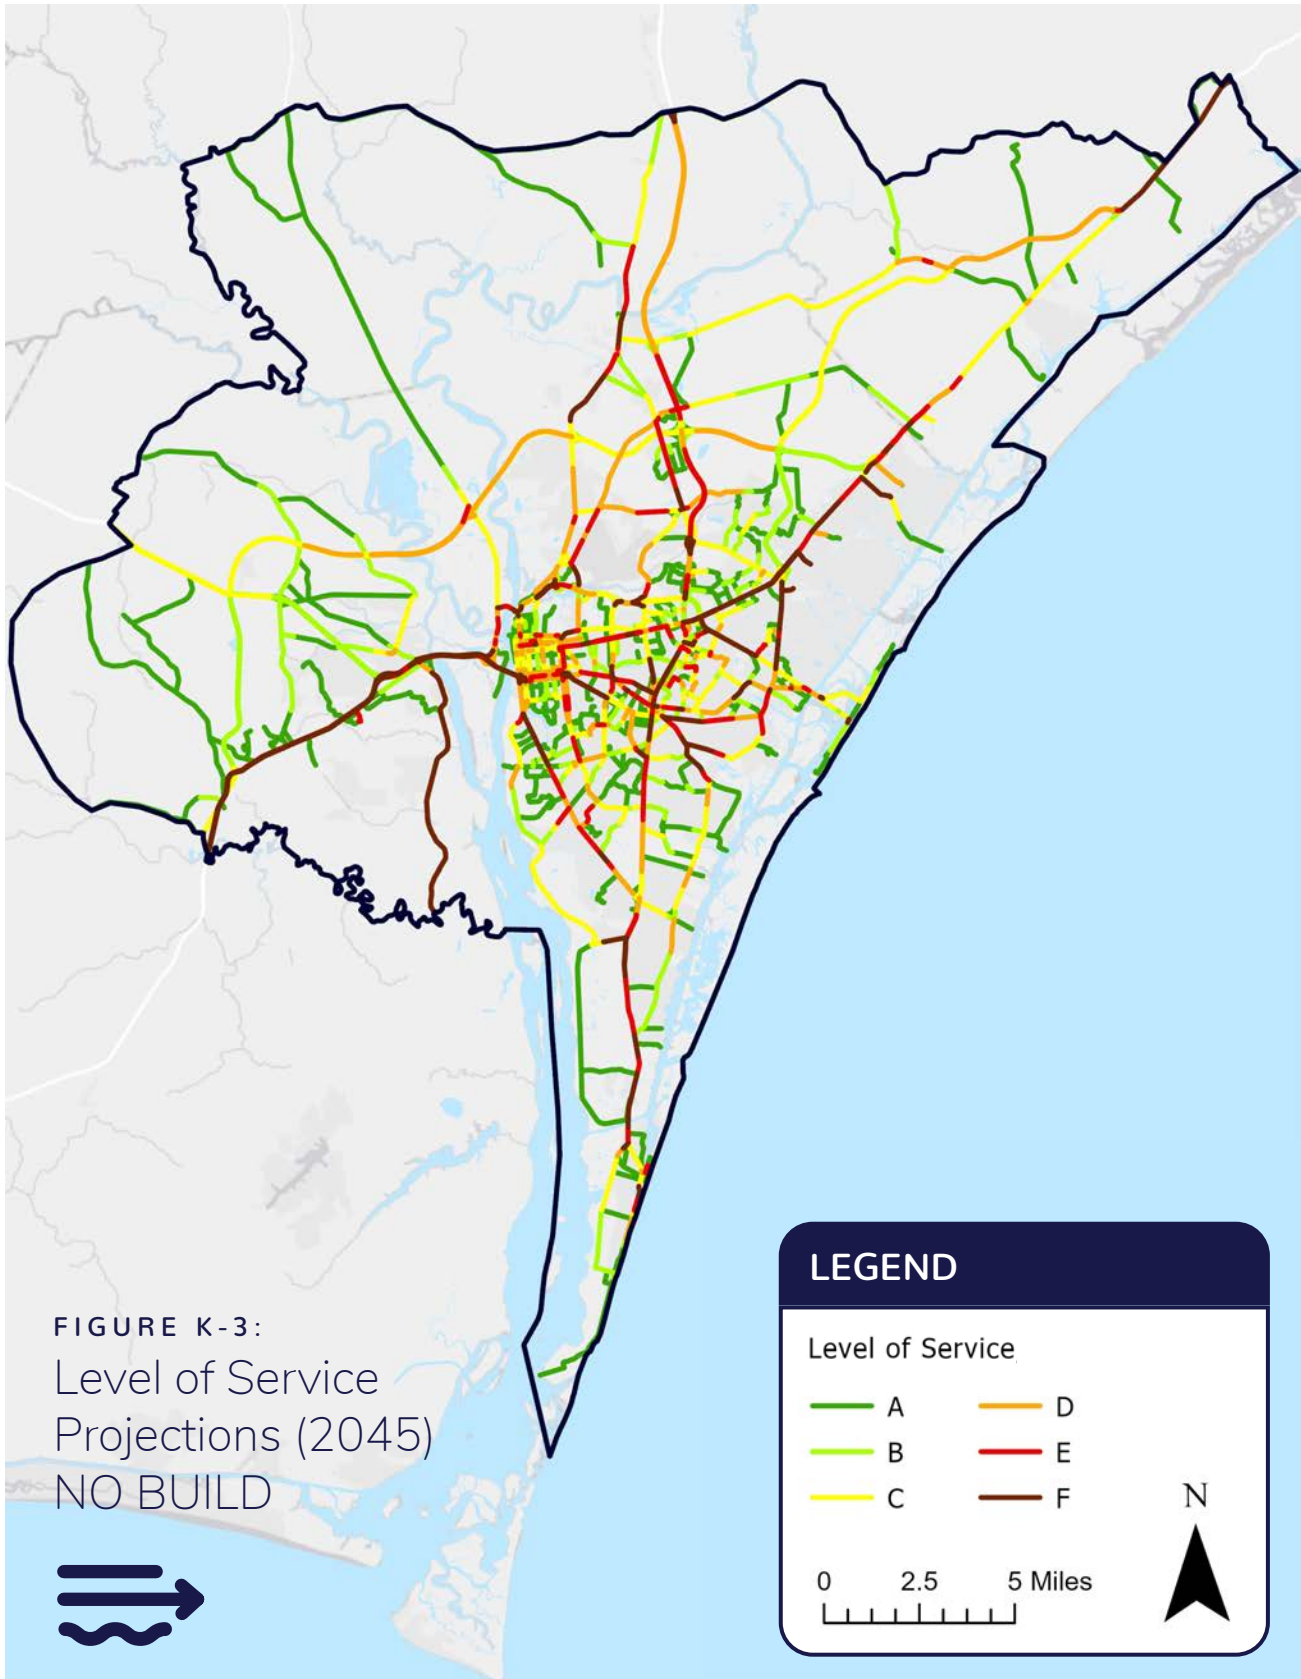 FIGURE K-3:
Level of Service
Projections (2045)
NO BUILD
LEGEND
Level of Service
A
D
B
E
C
F
N
0 2.5 5 Miles